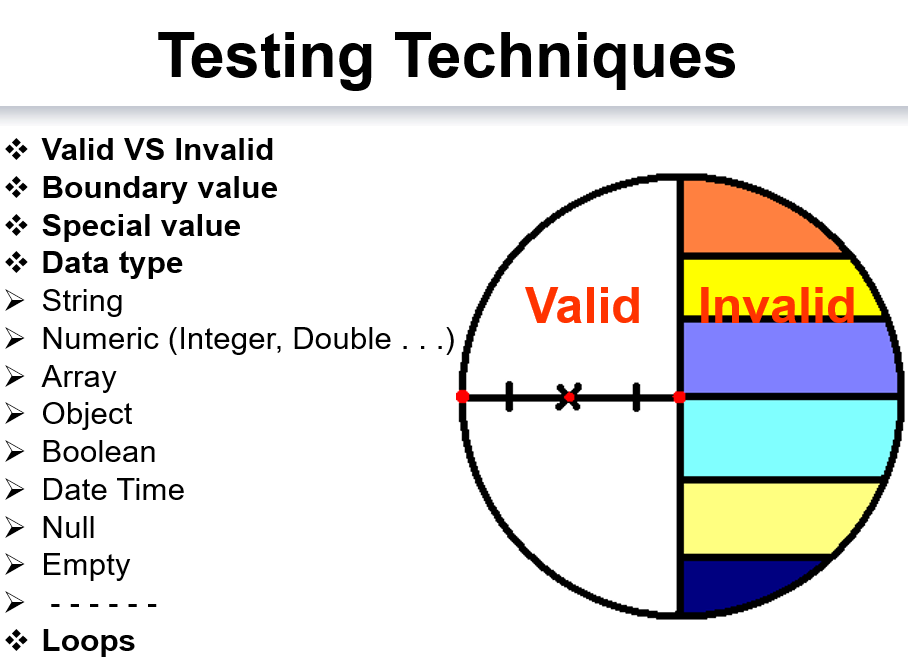 Testing Techniques
❖ Valid VS Invalid
❖ Boundary value
❖ Special value
❖ Data type
➢ String
➢ Numeric (Integer, Double . . .)
➢ Array
➢ Object
➢ Boolean
➢ Date Time
➢ Null
➢ Empty
➢ - - - - - -
❖ Loops
Valid
Invalid